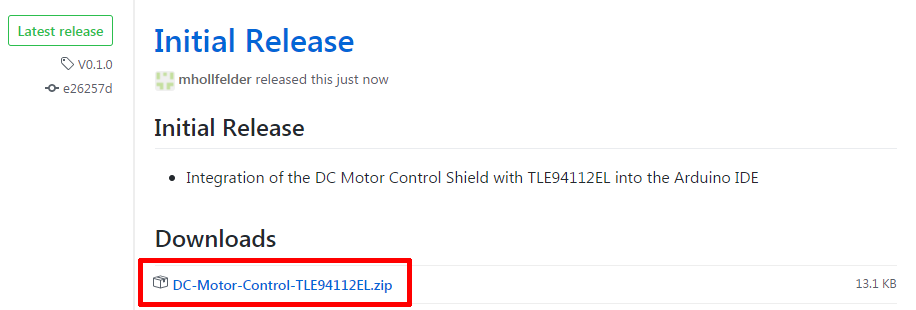 Latest release
V0.1.0
e26257d
Initial Release
mhollfelder released this just now
Initial Release
Integration of the DC Motor Control Shield with TLE94112EL into the Arduino IDE
Downloads
DC-Motor-Control-TLE94112EL.zip
13.1 KB